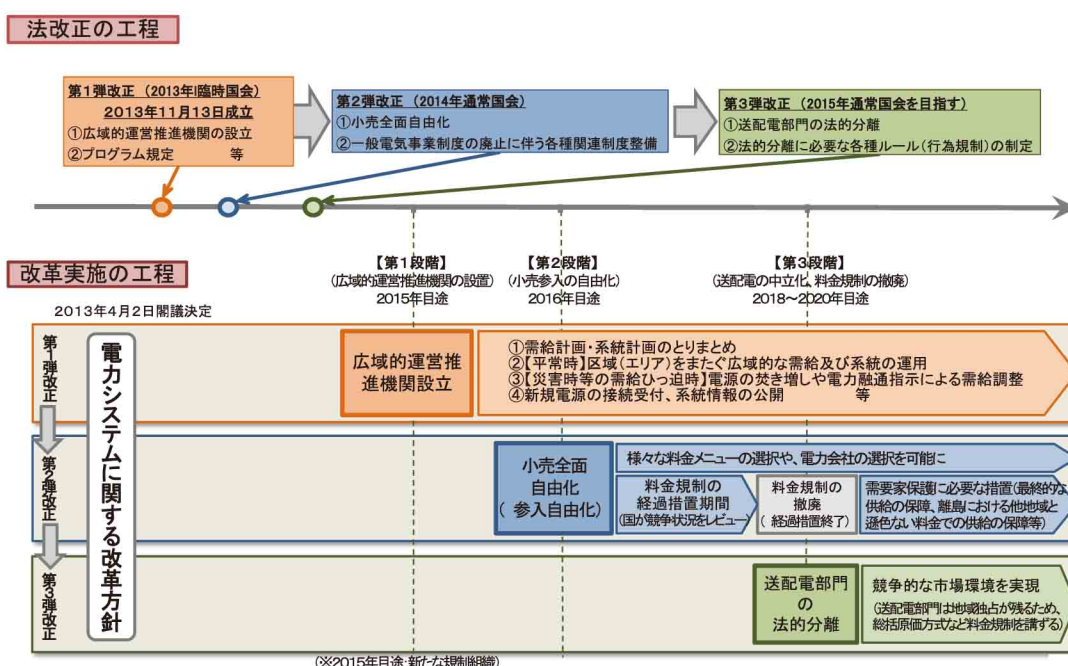 法改正の工程
第1弾改正 (2013年臨時国会)
2013年11月13日成立
①広域的運営推進機関の設立
②プログラム規定 等
第2弾改正 (2014年通常国会)
①小売全面自由化
②一般電気事業制度の廃止に伴う各種関連制度整備
第3弾改正 (2015年通常国会を目指す)
①送配電部門の法的分離
②法的分離に必要な各種ルール(行為規制)の制定
改革実施の工程
【第1段階】
(広域的運営推進機関の設置)
2015年目途
【第2段階】
(小売参入の自由化)
2016年目途
【第3段階】
(送配電の中立化、料金規制の撤廃)
2018~2020年目途
2013年4月2日閣議決定
第1弾改正
第2弾改正
第3弾改正
電力システムに関する改革方針
広域的運営推
進機関設立
①需給計画・系統計画のとりまとめ
②【平常時】区域(エリア)をまたぐ広域的な需給及び系統の運用
③【災害時等の需給ひっ迫時】電源の焚き増しや電力融通指示による需給調整
④新規電源の接続受付、系統情報の公開 等
小売全面
自由化
( 参入自由化)
様々な料金メニューの選択や、電力会社の選択を可能に
料金規制の
経過措置期間
(国が競争状況をレビュー)
料金規制の
撤廃
( 経過措置終了)
需要家保護に必要な措置(最終的な
供給の保障、離島における他地域と
遜色ない料金での供給の保障等)
送配電部門
の
法的分離
競争的な市場環境を実現
(送配電部門は地域独占が残るため、
総括原価方式など料金規制を講ずる)
(※2015年目途:新たな規制組織)